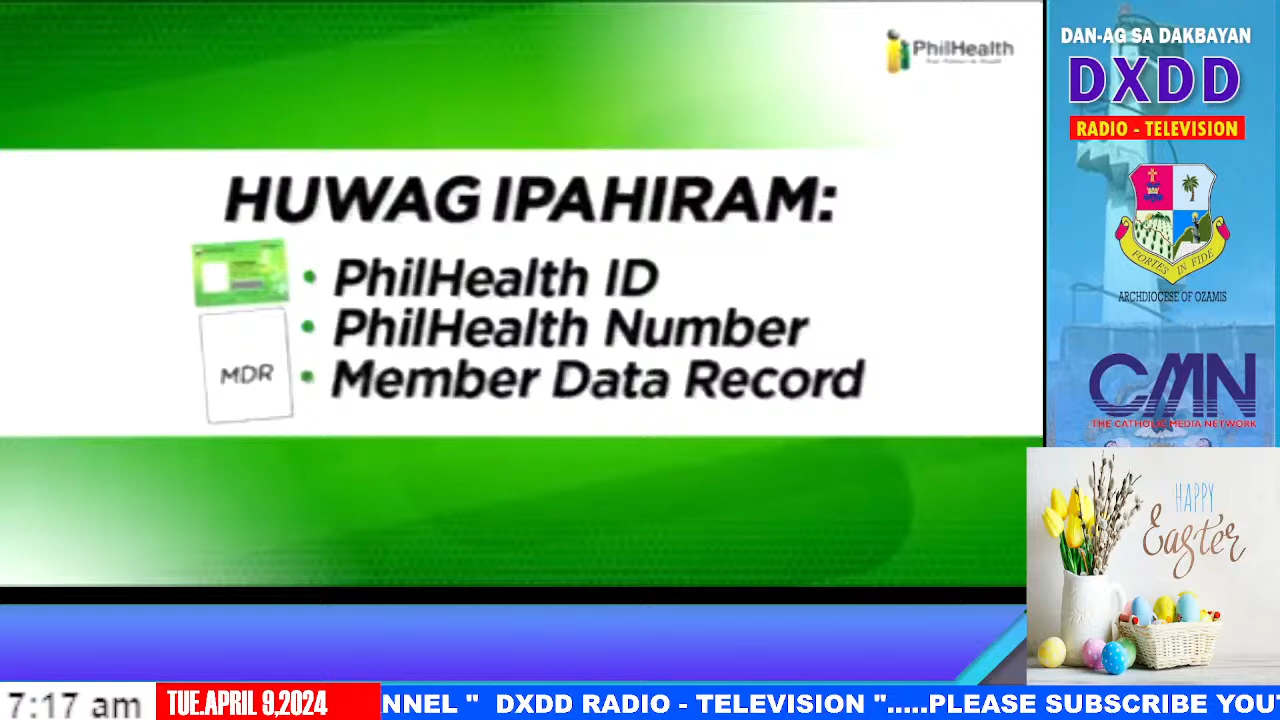 PhilHealth
HUWAG IPAHIRAM:
• PhilHealth ID
• PhilHealth Number
• Member Data Record
MDR
DAN-AG SA DAKBAYAN
DXDD
RADIO - TELEVISION
FORTES IN FIDE
ARCHDIOCESE OF OZAMIS
CMN
THE CATHOLIC MEDIA NETWORK
HAPPY
Easter
7:17 am
TUE.APRIL 9,2024
NNEL " DXDD RADIO - TELEVISION ".....PLEASE SUBSCRIBE YOU